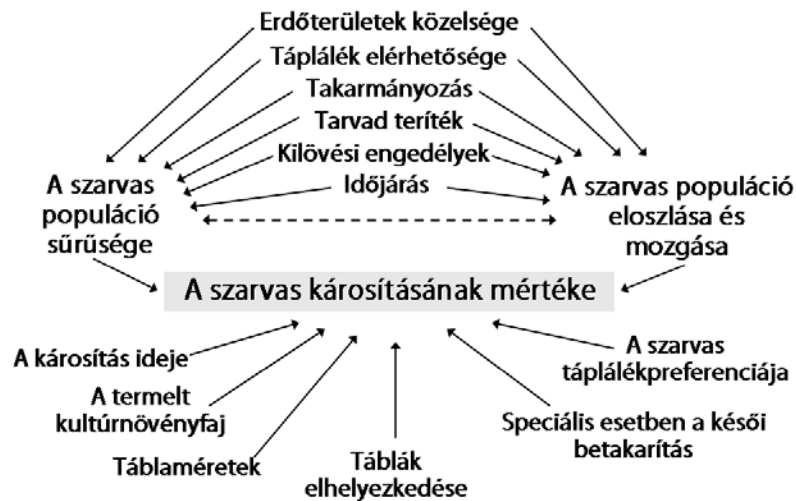 Erdőterületek közelsége
Táplálék elérhetősége
Takarmányozás
Tarvad teríték
Kilövési engedélyek
Időjárás
A szarvas
populáció
sűrűsége
A szarvas populáció
eloszlása és
mozgása
A szarvas károsításának mértéke
A károsítás ideje
A termelt
kultúrnövényfaj
Táblaméretek
Táblák
elhelyezkedése
Speciális esetben a késői
betakarítás
A szarvas
táplálékpreferenciája